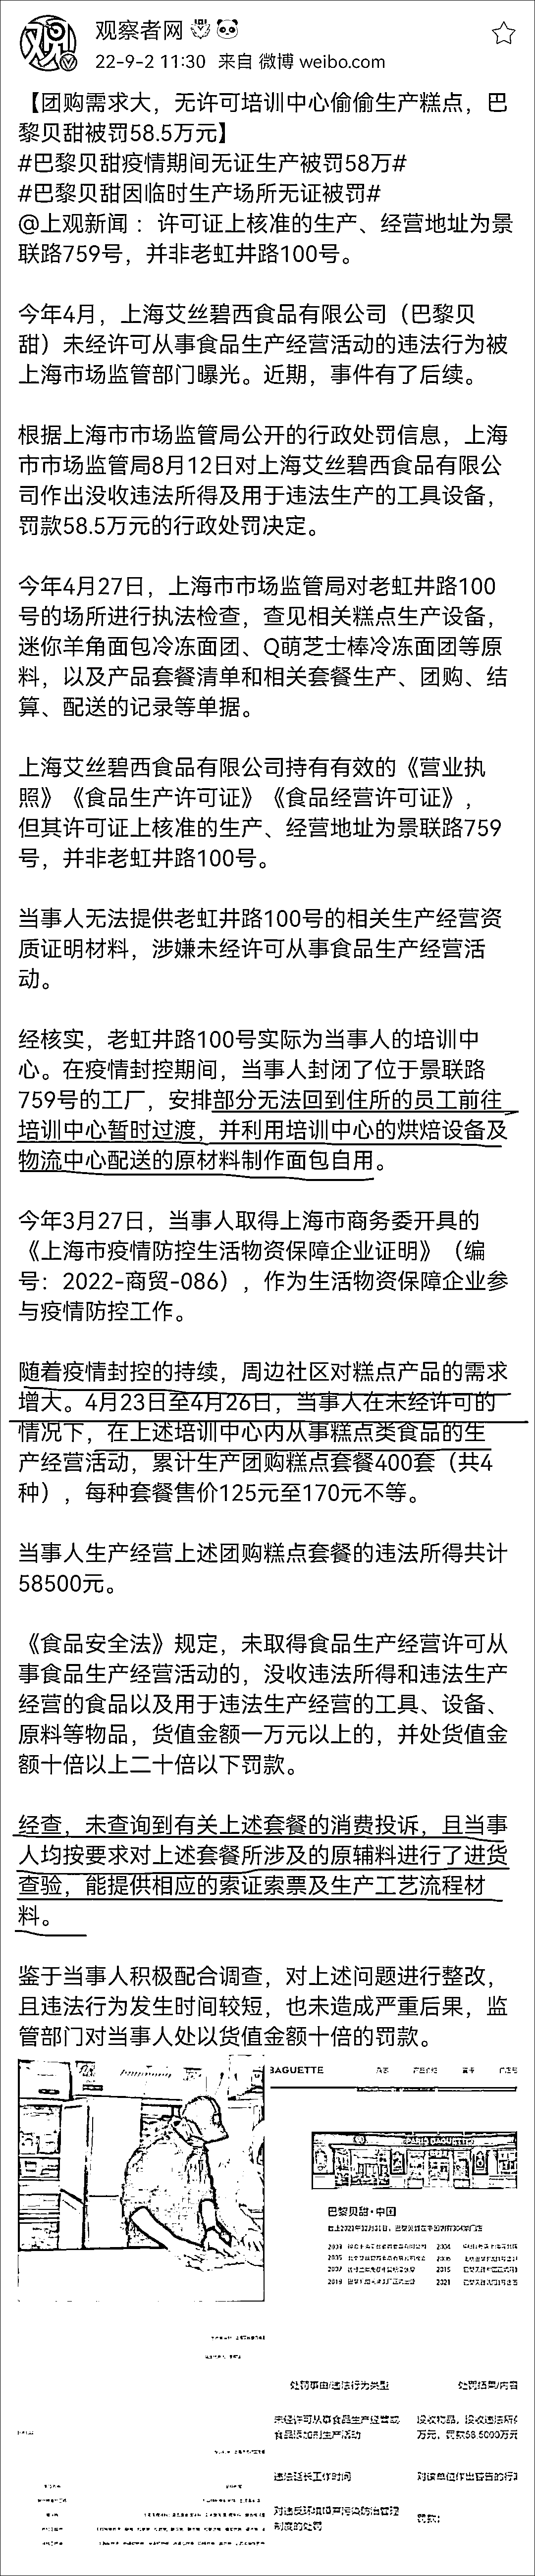 观察者网
22-9-2 11:30 来自 微博 weibo.com
【团购需求大，无许可培训中心偷偷生产糕点，巴
黎贝甜被罚58.5万元】
#巴黎贝甜疫情期间无证生产被罚58万#
#巴黎贝甜因临时生产场所无证被罚#
@上观新闻 ：许可证上核准的生产、经营地址为景
联路759号，并非老虹井路100号。
今年4月，上海艾丝碧西食品有限公司（巴黎贝
甜）未经许可从事食品生产经营活动的违法行为被
上海市场监管部门曝光。近期，事件有了后续。
根据上海市市场监管局公开的行政处罚信息，上海
市市场监管局8月12日对上海艾丝碧西食品有限公
司作出没收违法所得及用于违法生产的工具设备，
罚款58.5万元的行政处罚决定。
今年4月27日，上海市市场监管局对老虹井路100
号的场所进行执法检查，查见相关糕点生产设备，
迷你羊角面包冷冻面团、Q萌芝士棒冷冻面团等原
料，以及产品套餐清单和相关套餐生产、团购、结
算、配送的记录等单据。
上海艾丝碧西食品有限公司持有有效的《营业执
照》《食品生产许可证》《食品经营许可证》，
但其许可证上核准的生产、经营地址为景联路759
号，并非老虹井路100号。
当事人无法提供老虹井路100号的相关生产经营资
质证明材料，涉嫌未经许可从事食品生产经营活
动。
经核实，老虹井路100号实际为当事人的培训中
心。在疫情封控期间，当事人封闭了位于景联路
759号的工厂，安排部分无法回到住所的员工前往
培训中心暂时过渡，并利用培训中心的烘焙设备及
物流中心配送的原材料制作面包自用。
今年3月27日，当事人取得上海市商务委开具的
《上海市疫情防控生活物资保障企业证明》（编
号：2022-商贸-086），作为生活物资保障企业参
与疫情防控工作。
随着疫情封控的持续，周边社区对糕点产品的需求
增大。4月23日至4月26日，当事人在未经许可的
情况下，在上述培训中心内从事糕点类食品的生
产经营活动，累计生产团购糕点套餐400套（共4
种），每种套餐售价125元至170元不等。
当事人生产经营上述团购糕点套餐的违法所得共计
58500元。
《食品安全法》规定，未取得食品生产经营许可从
事食品生产经营活动的，没收违法所得和违法生产
经营的食品以及用于违法生产经营的工具、设备、
原料等物品，货值金额一万元以上的，并处货值金
额十倍以上二十倍以下罚款。
经查，未查询到有关上述套餐的消费投诉，且当事
人均按要求对上述套餐所涉及的原辅料进行了进货
查验，能提供相应的索证索票及生产工艺流程材
料。
鉴于当事人积极配合调查，对上述问题进行整改，
且违法行为发生时间较短，也未造成严重后果，监
管部门对当事人处以货值金额十倍的罚款。
BAGUETTE
PARIS BAGUETTE
巴黎贝甜·中国
处罚事由/违法行为类型
处罚结果/内容
未经许可从事食品生产经营或
食品添加剂生产活动
违法延长工作时间
对违反环境噪声污染防治管理
制度的处罚